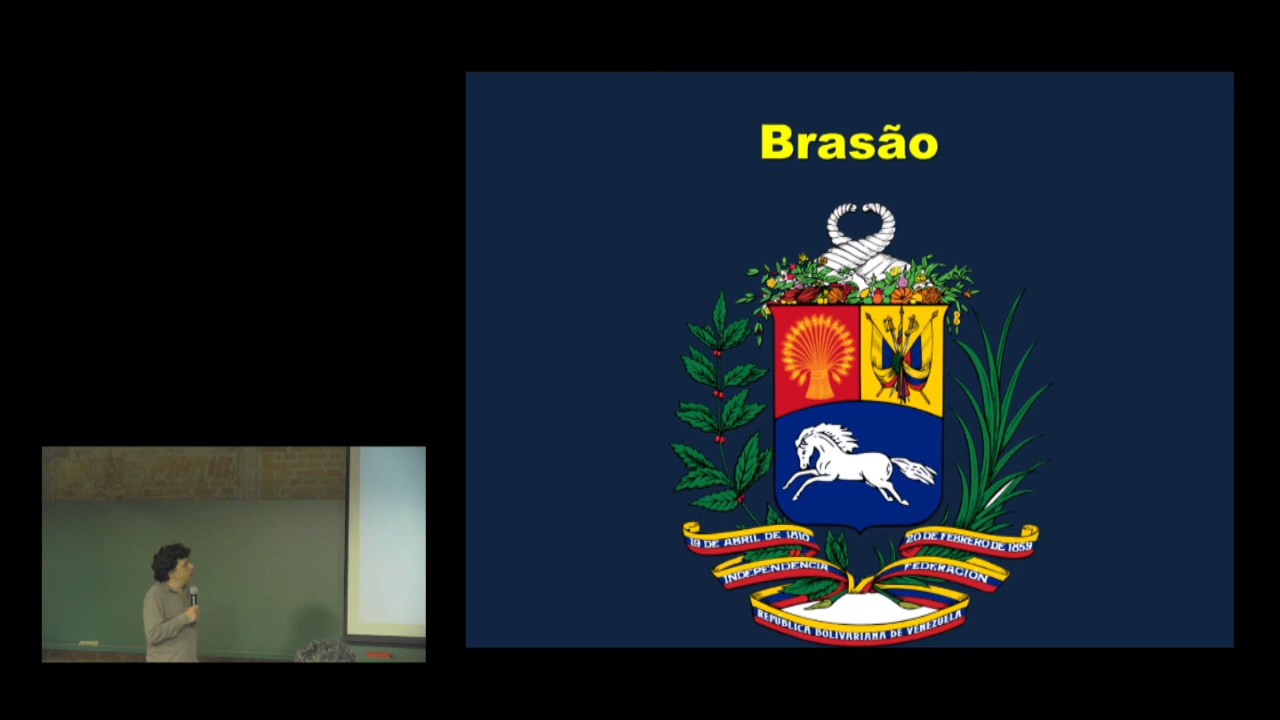 Brasão
19 DE ABRIL DE 1810
20 DE FEBRERO DE 1859
INDEPENDENCIA
FEDERACION
REPUBLICA BOLIVARIANA DE VENEZUELA